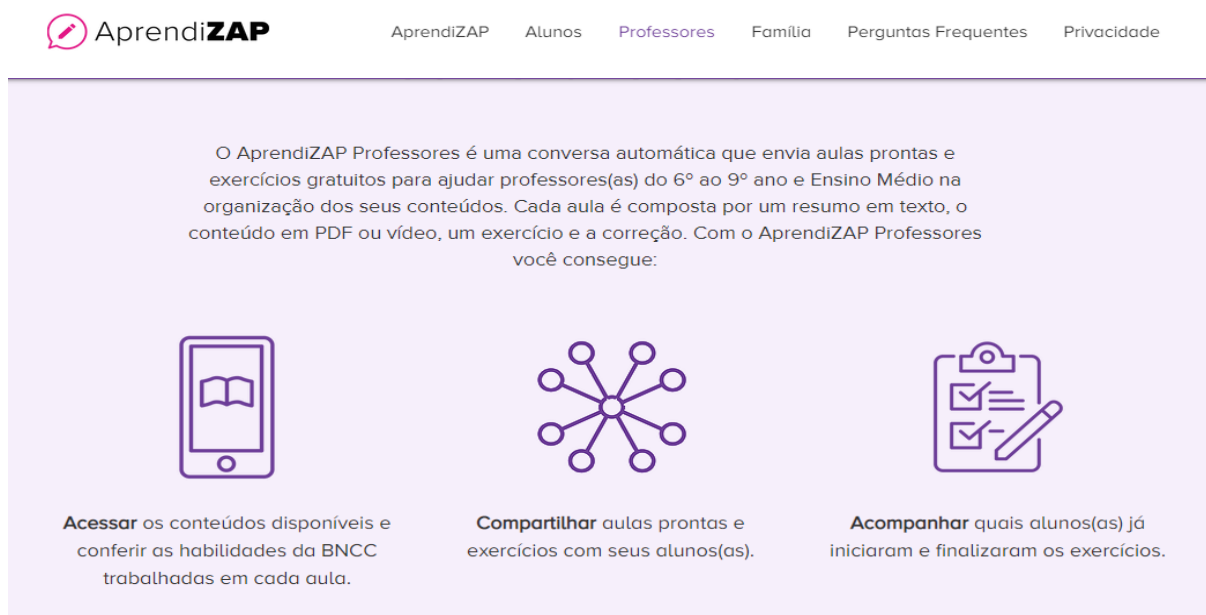 AprendiZAP
AprendiZAP Alunos Professores Família Perguntas Frequentes Privacidade
O AprendiZAP Professores é uma conversa automática que envia aulas prontas e
exercícios gratuitos para ajudar professores(as) do 6º ao 9º ano e Ensino Médio na
organização dos seus conteúdos. Cada aula é composta por um resumo em texto, o
conteúdo em PDF ou vídeo, um exercício e a correção. Com o AprendiZAP Professores
você consegue:
Acessar os conteúdos disponíveis e
conferir as habilidades da BNCC
trabalhadas em cada aula.
Compartilhar aulas prontas e
exercícios com seus alunos(as).
Acompanhar quais alunos(as) já
iniciaram e finalizaram os exercícios.